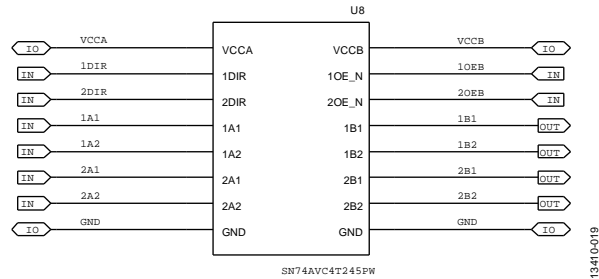 U8
IO VCCA VCCA VCCB VCCB IO
IN 1DIR 1DIR 1OE_N 1OEB IN
IN 2DIR 2DIR 2OE_N 2OEB IN
IN 1A1 1A1 1B1 1B1 OUT
IN 1A2 1A2 1B2 1B2 OUT
IN 2A1 2A1 2B1 2B1 OUT
IN 2A2 2A2 2B2 2B2 OUT
IO GND GND GND GND IO
SN74AVC4T245PW
13410-019